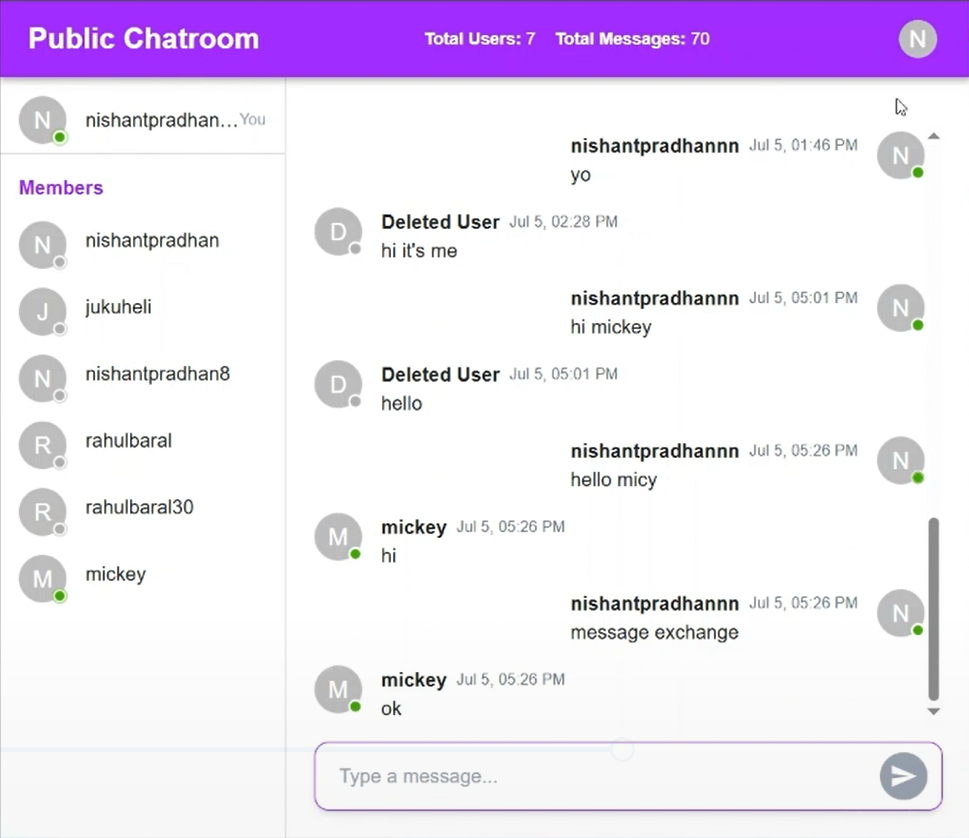 Public Chatroom
Total Users: 7 Total Messages: 70
N
N
nishantpradhan... You
Members
N
nishantpradhan
J
jukuheli
N
nishantpradhan8
R
rahulbaral
R
rahulbaral30
M
mickey
nishantpradhannn Jul 5, 01:46 PM
N
yo
D
Deleted User Jul 5, 02:28 PM
hi it's me
nishantpradhannn Jul 5, 05:01 PM
N
hi mickey
D
Deleted User Jul 5, 05:01 PM
hello
nishantpradhannn Jul 5, 05:26 PM
N
hello micy
M
mickey Jul 5, 05:26 PM
hi
nishantpradhannn Jul 5, 05:26 PM
N
message exchange
M
mickey Jul 5, 05:26 PM
ok
Type a message...